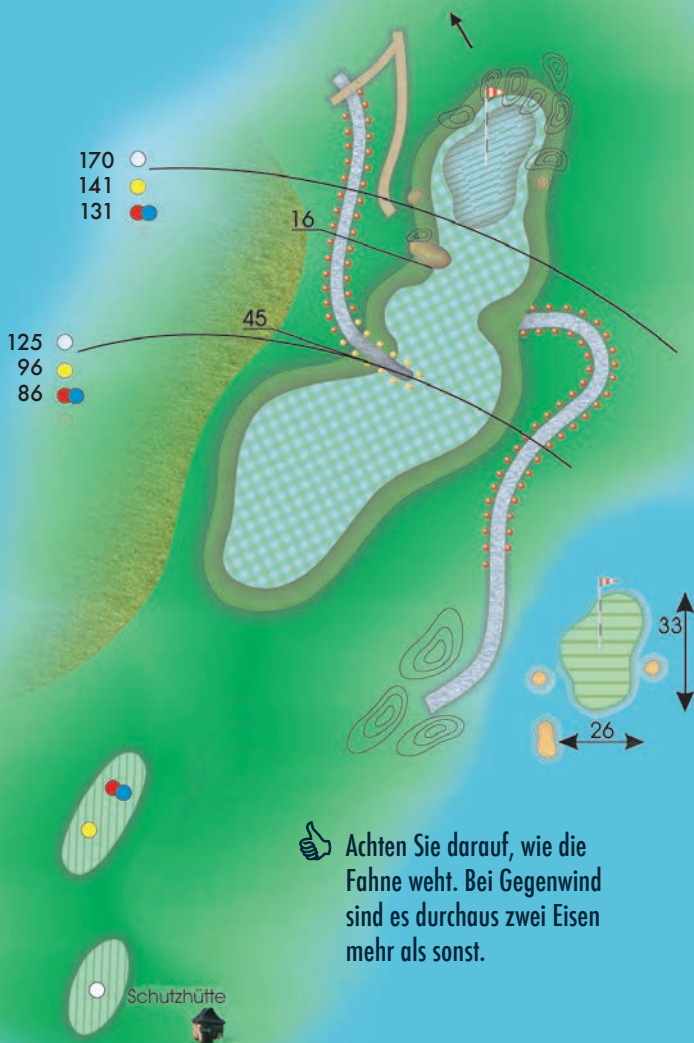 170
141
131
16
125
96
86
45
33
26
Achten Sie darauf, wie die
Fahne weht. Bei Gegenwind
sind es durchaus zwei Eisen
mehr als sonst.
Schutzhütte